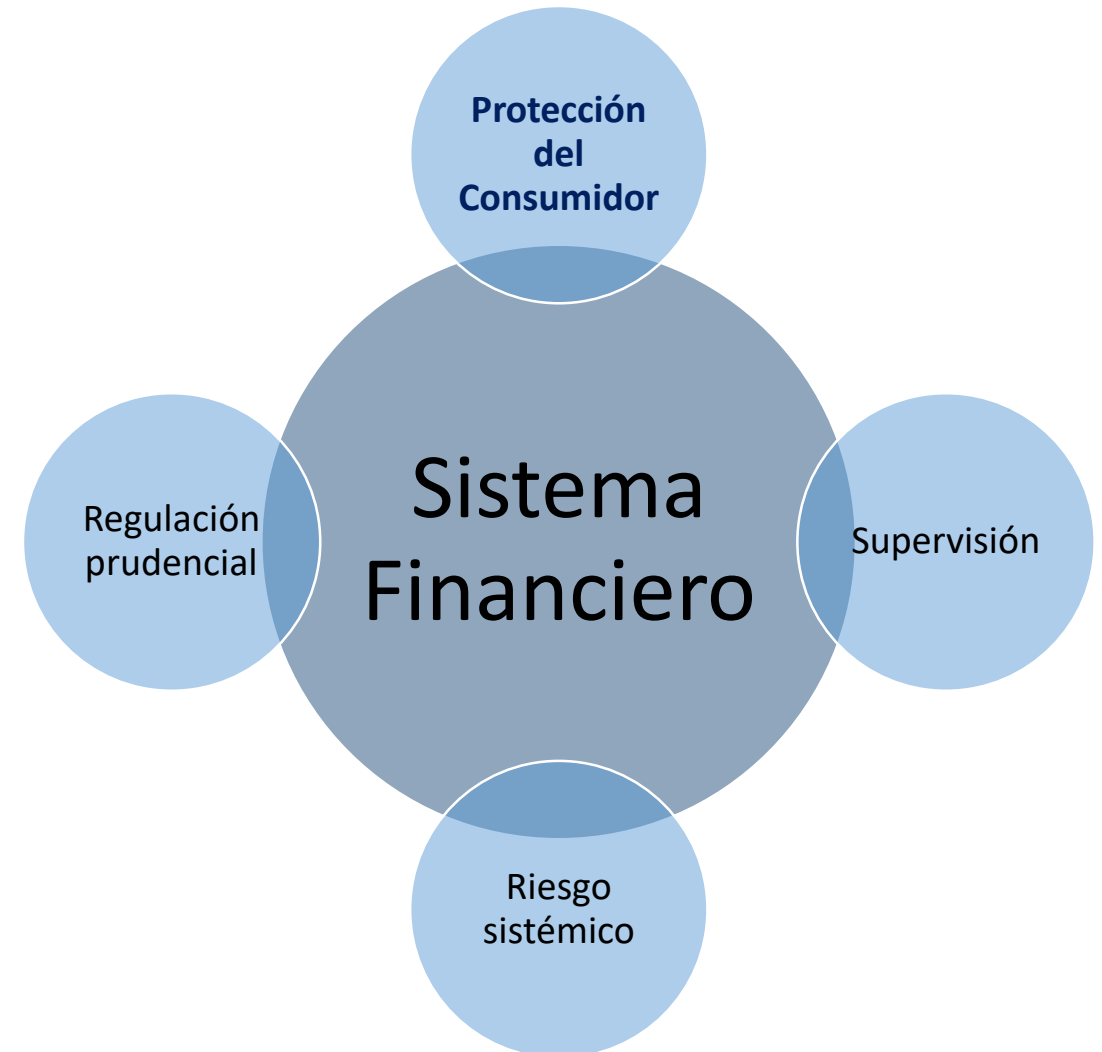 Protección
del
Consumidor
Sistema
Financiero
Regulación
prudencial
Supervisión
Riesgo
sistémico